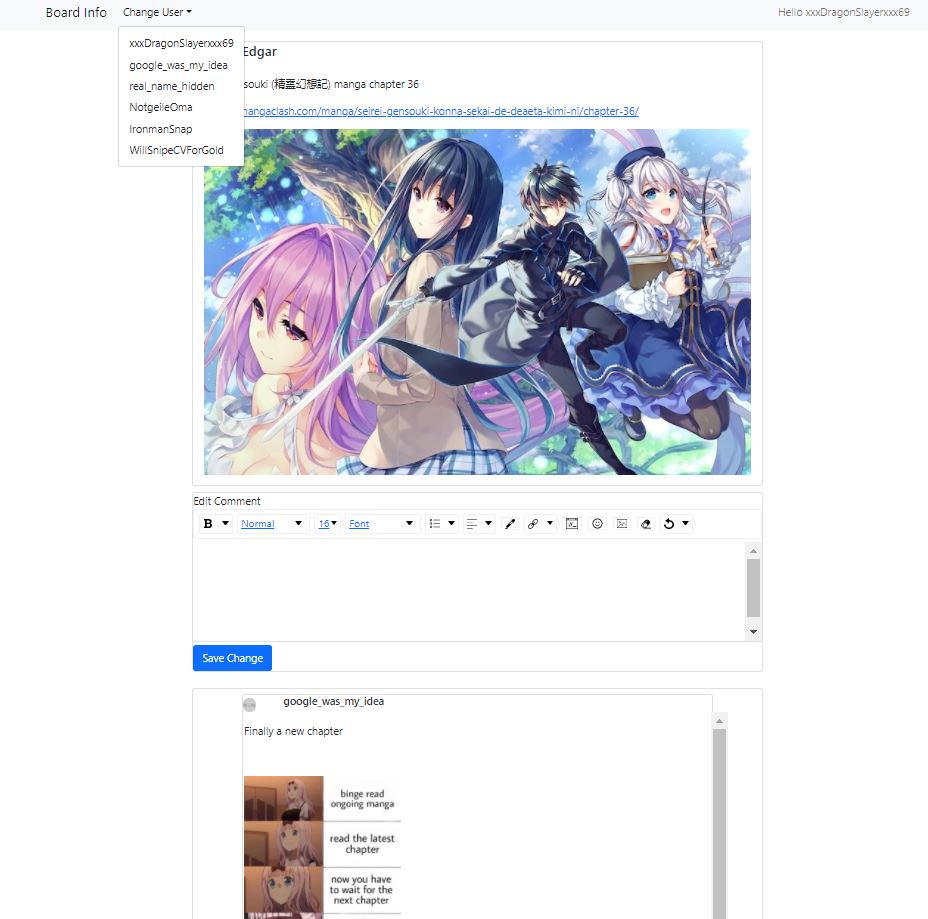 Board Info Change User Hello xxxDragonSlayerxxx69
xxxDragonSlayerxxx69
google_was_my_idea
real_name_hidden
NotgeileOma
IronmanSnap
WillSnipeCVForGold
Edgar
souki (精霊幻想記) manga chapter 36
mangaclash.com/manga/seirei-gensouki-konna-sekai-de-deaeta-kimi-ni/chapter-36/
Edit Comment
B Normal 16 Font
Save Change
google_was_my_idea
Finally a new chapter
binge read
ongoing manga
read the latest
chapter
now you have
to wait for the
next chapter